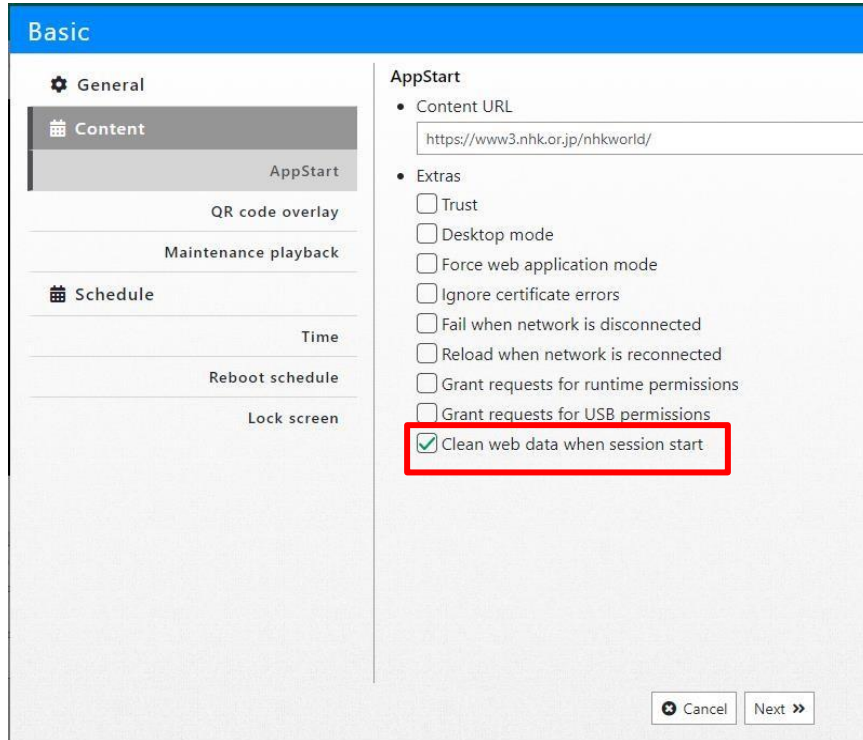 Basic
General
Content
AppStart
QR code overlay
Maintenance playback
Schedule
Time
Reboot schedule
Lock screen
AppStart
Content URL
https://www3.nhk.or.jp/nhkworld/
Extras
Trust
Desktop mode
Force web application mode
Ignore certificate errors
Fail when network is disconnected
Reload when network is reconnected
Grant requests for runtime permissions
Grant requests for USB permissions
Clean web data when session start
Cancel Next »